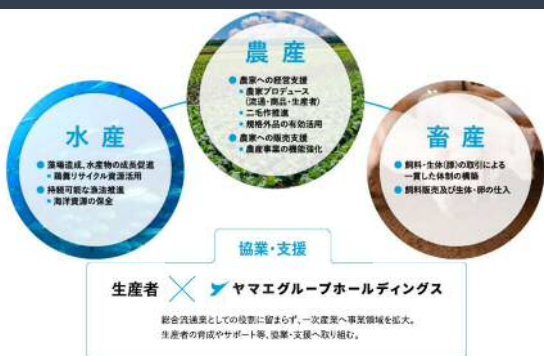 農産
● 農家への経営支援
■ 農家プロデュース
(流通・商品・生産者)
■ 二毛作推進
■ 規格外品の有効活用
● 農家への販売支援
■ 農産事業の機能強化
水産
● 藻場造成、水産物の成長促進
■ 鶏糞リサイクル資源活用
● 持続可能な漁法推進
■ 海洋資源の保全
畜産
● 飼料・生体(豚)の取引による
一貫した体制の構築
● 飼料販売及び生体・卵の仕入
協業・支援
生産者 × ヤマエグループホールディングス
総合流通業としての役割に留まらず、一次産業へ事業領域を拡大。
生産者の育成やサポート等、協業・支援へ取り組む。